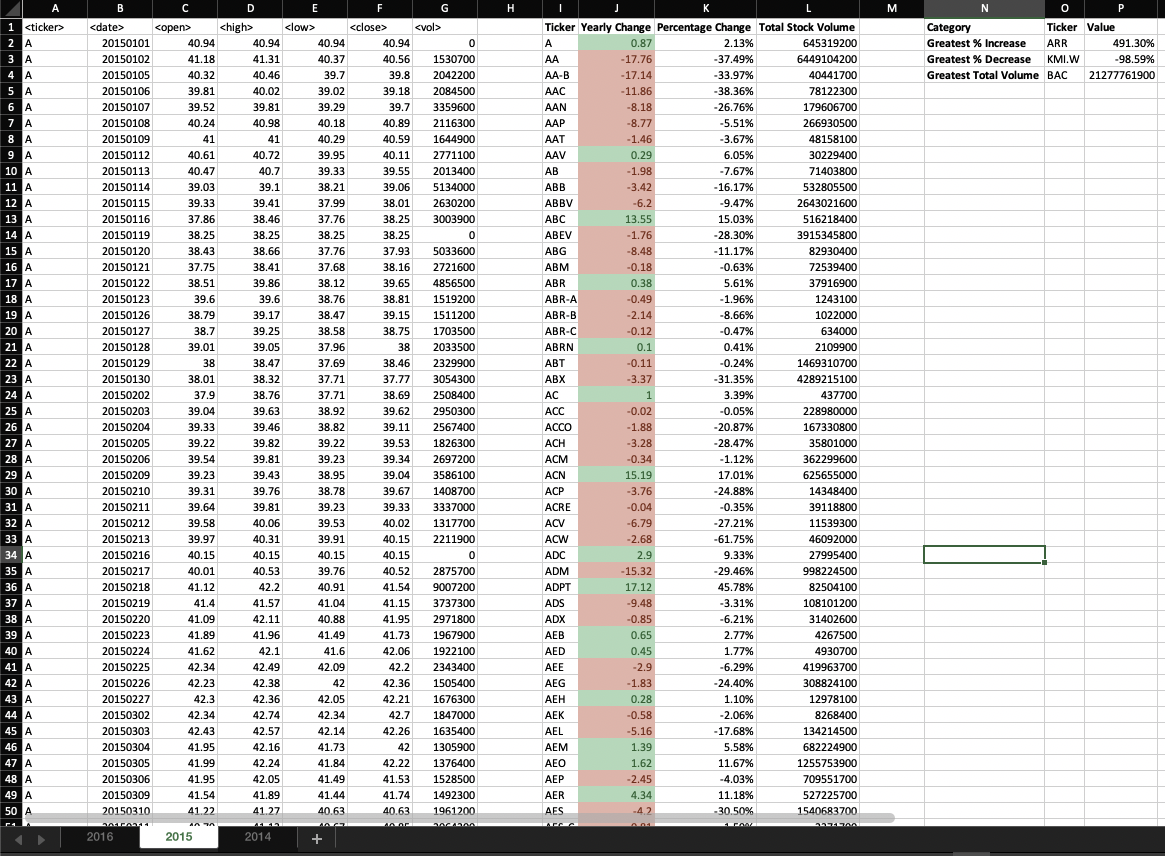 A B C D E F G H I J K L M N O P
1 <ticker> <date> <open> <high> <low> <close> <vol> Ticker Yearly Change Percentage Change Total Stock Volume Category Ticker Value
2 A 20150101 40.94 40.94 40.94 40.94 0 A 0.87 2.13% 645319200 Greatest % Increase ARR 491.30%
3 A 20150102 41.18 41.31 40.37 40.56 1530700 AA -17.76 -37.49% 6449104200 Greatest % Decrease KMI.W -98.59%
4 A 20150105 40.32 40.46 39.7 39.8 2042200 AA-B -17.14 -33.97% 40441700 Greatest Total Volume BAC 21277761900
5 A 20150106 39.81 40.02 39.02 39.18 2084500 AAC -11.86 -38.36% 78122300
6 A 20150107 39.52 39.81 39.29 39.7 3359600 AAN -8.18 -26.76% 179606700
7 A 20150108 40.24 40.98 40.18 40.89 2116300 AAP -8.77 -5.51% 266930500
8 A 20150109 41 41 40.29 40.59 1644900 AAT -1.46 -3.67% 48158100
9 A 20150112 40.61 40.72 39.95 40.11 2771100 AAV 0.29 6.05% 30229400
10 A 20150113 40.47 40.7 39.33 39.55 2013400 AB -1.98 -7.67% 71403800
11 A 20150114 39.03 39.1 38.21 39.06 5134000 ABB -3.42 -16.17% 532805500
12 A 20150115 39.33 39.41 37.99 38.01 2630200 ABBV -6.2 -9.47% 2643021600
13 A 20150116 37.86 38.46 37.76 38.25 3003900 ABC 13.55 15.03% 516218400
14 A 20150119 38.25 38.25 38.25 38.25 0 ABEV -1.76 -28.30% 3915345800
15 A 20150120 38.43 38.66 37.76 37.93 5033600 ABG -8.48 -11.17% 82930400
16 A 20150121 37.75 38.41 37.68 38.16 2721600 ABM -0.18 -0.63% 72539400
17 A 20150122 38.51 39.86 38.12 39.65 4856500 ABR 0.38 5.61% 37916900
18 A 20150123 39.6 39.6 38.76 38.81 1519200 ABR-A -0.49 -1.96% 1243100
19 A 20150126 38.79 39.17 38.47 39.15 1511200 ABR-B -2.14 -8.66% 1022000
20 A 20150127 38.7 39.25 38.58 38.75 1703500 ABR-C -0.12 -0.47% 634000
21 A 20150128 39.01 39.05 37.96 38 2033500 ABRN 0.1 0.41% 2109900
22 A 20150129 38 38.47 37.69 38.46 2329900 ABT -0.11 -0.24% 1469310700
23 A 20150130 38.01 38.32 37.71 37.77 3054300 ABX -3.37 -31.35% 4289215100
24 A 20150202 37.9 38.76 37.71 38.69 2508400 AC 1 3.39% 437700
25 A 20150203 39.04 39.63 38.92 39.62 2950300 ACC -0.02 -0.05% 228980000
26 A 20150204 39.33 39.46 38.82 39.11 2567400 ACCO -1.88 -20.87% 167330800
27 A 20150205 39.22 39.82 39.22 39.53 1826300 ACH -3.28 -28.47% 35801000
28 A 20150206 39.54 39.81 39.23 39.34 2697200 ACM -0.34 -1.12% 362299600
29 A 20150209 39.23 39.43 38.95 39.04 3586100 ACN 15.19 17.01% 625655000
30 A 20150210 39.31 39.76 38.78 39.67 1408700 ACP -3.76 -24.88% 14348400
31 A 20150211 39.64 39.81 39.23 39.33 3337000 ACRE -0.04 -0.35% 39118800
32 A 20150212 39.58 40.06 39.53 40.02 1317700 ACV -6.79 -27.21% 11539300
33 A 20150213 39.97 40.31 39.91 40.15 2211900 ACW -2.68 -61.75% 46092000
34 A 20150216 40.15 40.15 40.15 40.15 0 ADC 2.9 9.33% 27995400
35 A 20150217 40.01 40.53 39.76 40.52 2875700 ADM -15.32 -29.46% 998224500
36 A 20150218 41.12 42.2 40.91 41.54 9007200 ADPT 17.12 45.78% 82504100
37 A 20150219 41.4 41.57 41.04 41.15 3737300 ADS -9.48 -3.31% 108101200
38 A 20150220 41.09 42.11 40.88 41.95 2971800 ADX -0.85 -6.21% 31402600
39 A 20150223 41.89 41.96 41.49 41.73 1967900 AEB 0.65 2.77% 4267500
40 A 20150224 41.62 42.1 41.6 42.06 1922100 AED 0.45 1.77% 4930700
41 A 20150225 42.34 42.49 42.09 42.2 2343400 AEE -2.9 -6.29% 419963700
42 A 20150226 42.23 42.38 42 42.36 1505400 AEG -1.83 -24.40% 308824100
43 A 20150227 42.3 42.36 42.05 42.21 1676300 AEH 0.28 1.10% 12978100
44 A 20150302 42.34 42.74 42.34 42.7 1847000 AEK -0.58 -2.06% 8268400
45 A 20150303 42.43 42.57 42.14 42.26 1635400 AEL -5.16 -17.68% 134214500
46 A 20150304 41.95 42.16 41.73 42 1305900 AEM 1.39 5.58% 682224900
47 A 20150305 41.99 42.24 41.84 42.22 1376400 AEO 1.62 11.67% 1255753900
48 A 20150306 41.95 42.05 41.49 41.53 1528500 AEP -2.45 -4.03% 709551700
49 A 20150309 41.54 41.89 41.44 41.74 1492300 AER 4.34 11.18% 527225700
50 A 20150310 41.22 41.27 40.63 40.63 1961200 AES -4.2 -30.50% 1540683700
2016 2015 2014 +